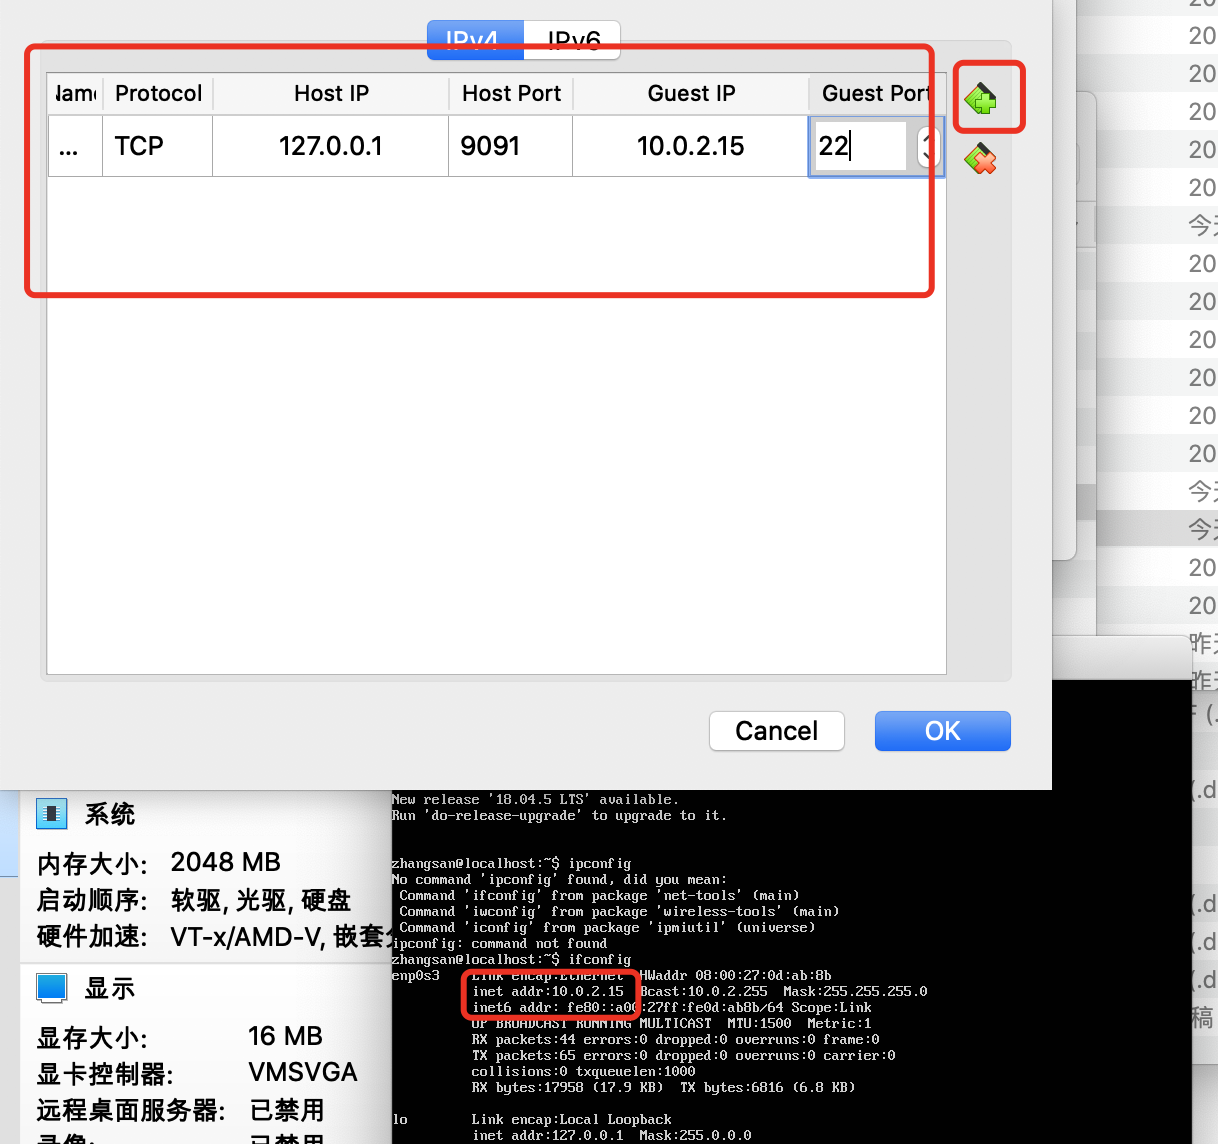 IPv4 IPv6
Protocol Host IP Host Port Guest IP Guest Port
... TCP 127.0.0.1 9091 10.0.2.15 22
Cancel OK
20
20
20
20
20
今天
20
20
20
20
20
20
今天
今天
20
20
昨天
昨天
系统
内存大小: 2048 MB
启动顺序: 软驱, 光驱, 硬盘
硬件加速: VT-x/AMD-V, 嵌套
显示
显存大小: 16 MB
显卡控制器: VMSVGA
远程桌面服务器: 已禁用
录像: 已禁用
New release '18.04.5 LTS' available.
Run 'do-release-upgrade' to upgrade to it.
zhangsan@localhost:~$ ipconfig
No command 'ipconfig' found, did you mean:
Command 'ifconfig' from package 'net-tools' (main)
Command 'iwconfig' from package 'wireless-tools' (main)
Command 'iconfig' from package 'ipmiutil' (universe)
ipconfig: command not found
zhangsan@localhost:~$ ifconfig
enp0s3 Link encap:Ethernet HWaddr 08:00:27:0d:ab:8b
inet addr:10.0.2.15 Bcast:10.0.2.255 Mask:255.255.255.0
inet6 addr: fe80::a00:27ff:fe0d:ab8b/64 Scope:Link
UP BROADCAST RUNNING MULTICAST MTU:1500 Metric:1
RX packets:44 errors:0 dropped:0 overruns:0 frame:0
TX packets:65 errors:0 dropped:0 overruns:0 carrier:0
collisions:0 txqueuelen:1000
RX bytes:17958 (17.9 KB) TX bytes:6816 (6.8 KB)
lo Link encap:Local Loopback
inet addr:127.0.0.1 Mask:255.0.0.0
(.d
(.d
(.d
(.d
稿